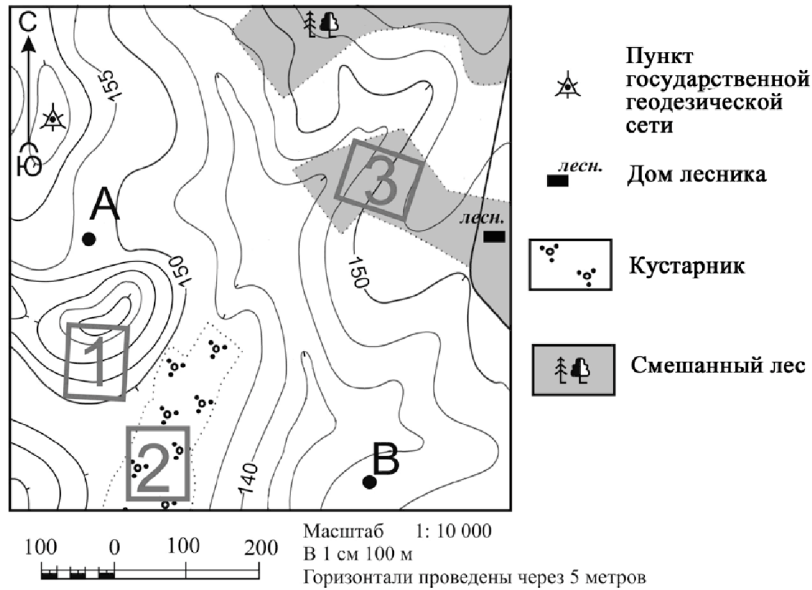 С
Ю
155
А
150
1
2
3
150
лесн.
140
В
Пункт
государственной
геодезической
сети
лесн.
Дом лесника
Кустарник
Смешанный лес
100 0 100 200
Масштаб 1: 10 000
В 1 см 100 м
Горизонтали проведены через 5 метров